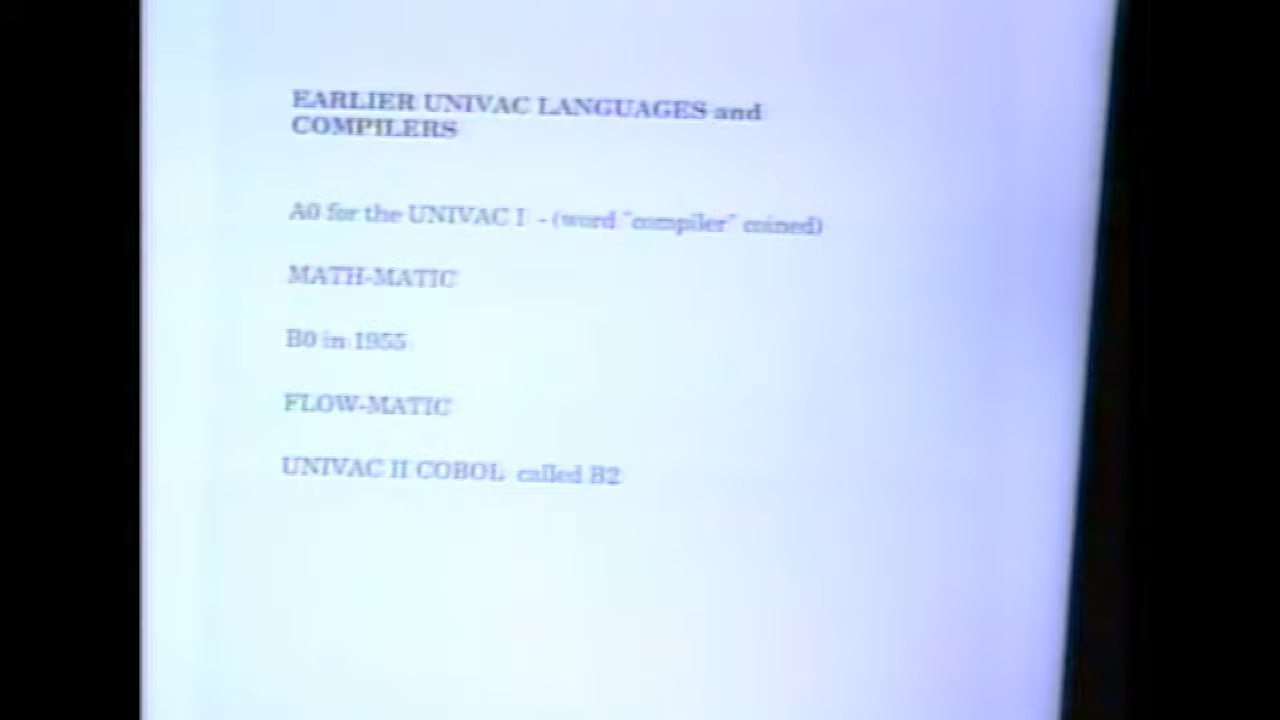 EARLIER UNIVAC LANGUAGES and
COMPILERS
A0 for the UNIVAC I - (word "compiler" coined)
MATH-MATIC
B0 in 1955
FLOW-MATIC
UNIVAC II COBOL called B2